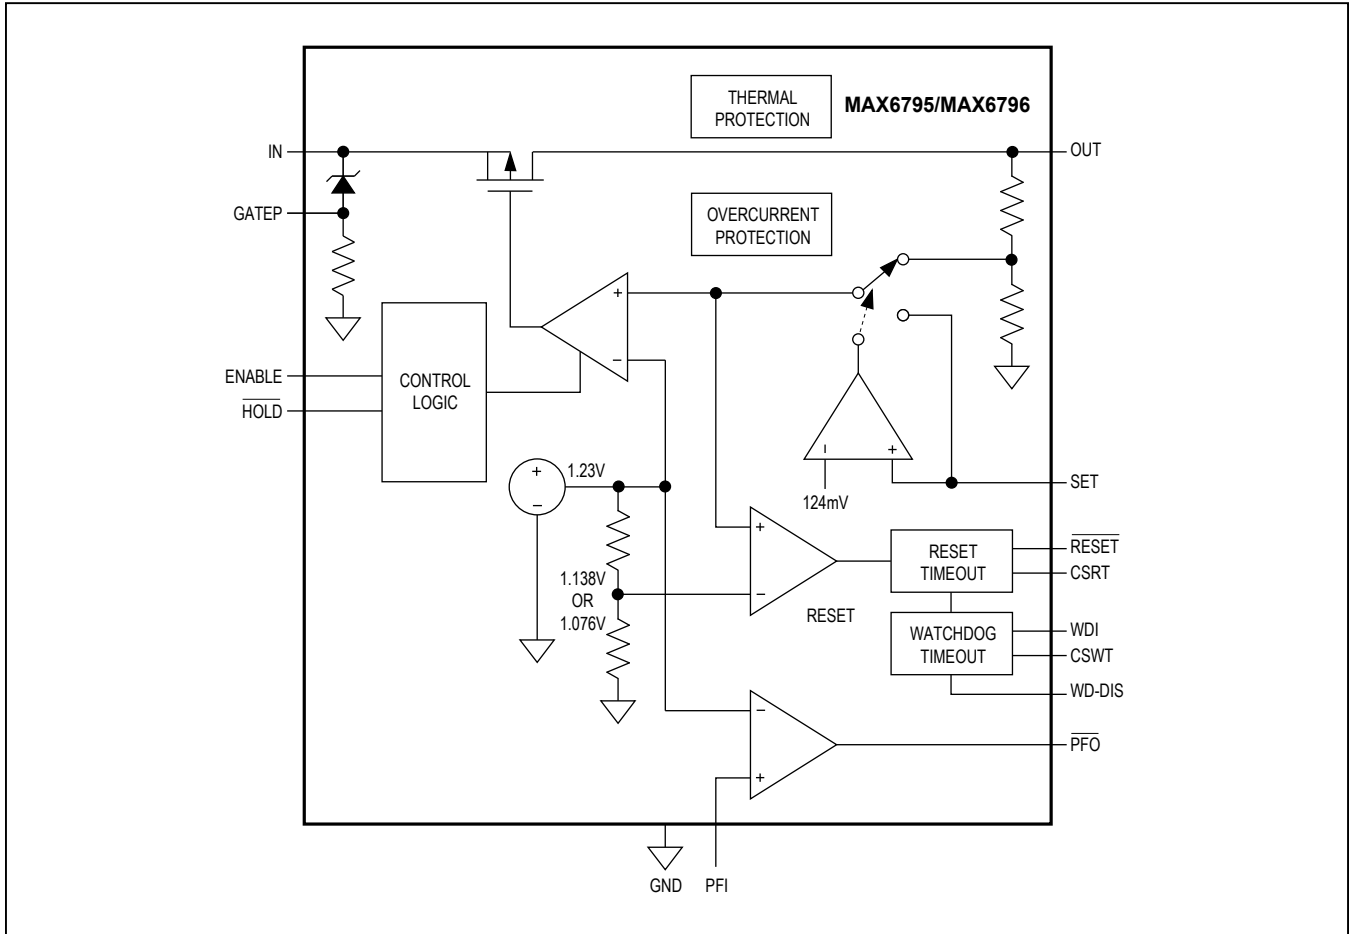 THERMAL
PROTECTION
MAX6795/MAX6796
IN
OUT
GATEP
OVERCURRENT
PROTECTION
+
−
ENABLE
HOLD
CONTROL
LOGIC
+
−
1.23V
−
+
124mV
SET
+
−
RESET
1.138V
OR
1.076V
RESET
TIMEOUT
RESET
CSRT
WATCHDOG
TIMEOUT
WDI
CSWT
WD-DIS
−
+
PFO
GND
PFI